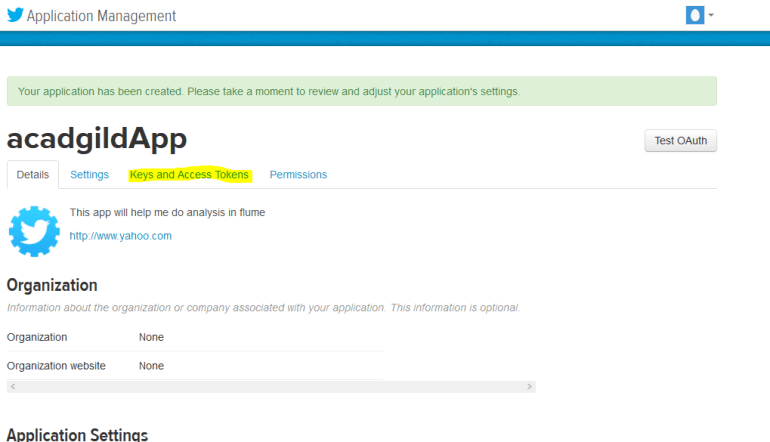 Application Management
Your application has been created. Please take a moment to review and adjust your application's settings.
acadgildApp
Test OAuth
Details Settings Keys and Access Tokens Permissions
This app will help me do analysis in flume
http://www.yahoo.com
Organization
Information about the organization or company associated with your application. This information is optional.
Organization None
Organization website None
Application Settings